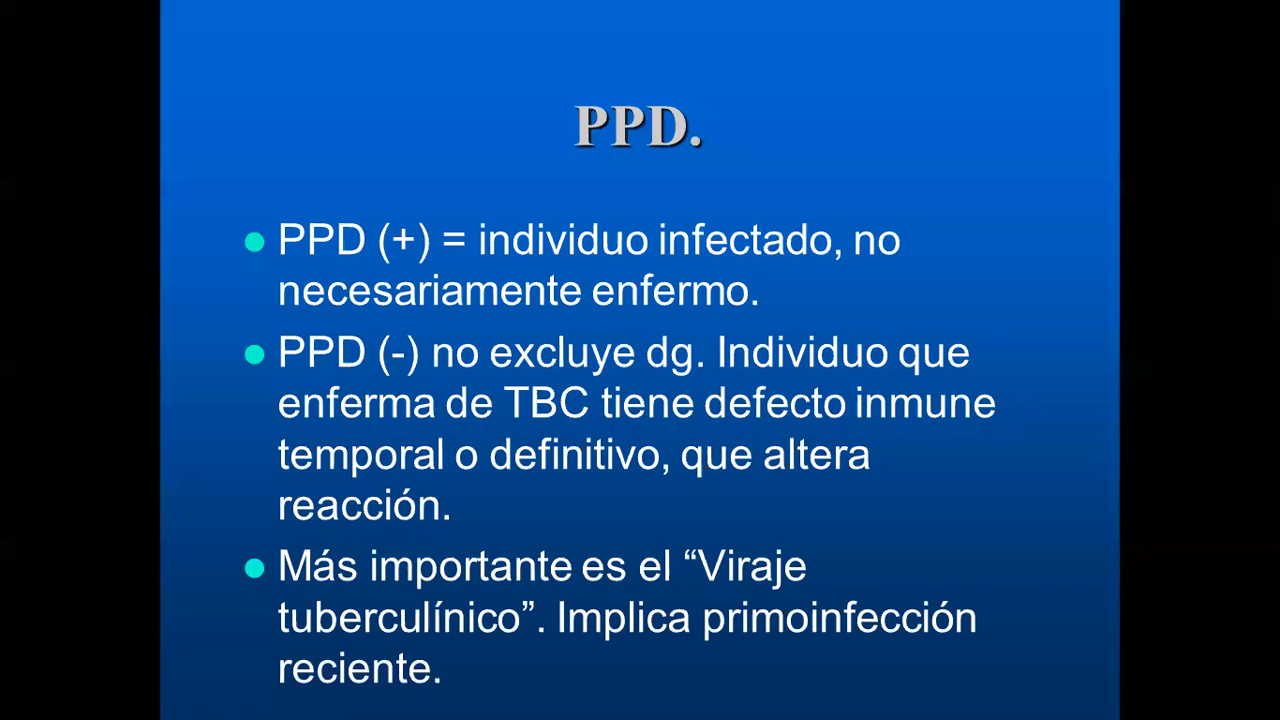 PPD.
PPD (+) = individuo infectado, no
necesariamente enfermo.
PPD (-) no excluye dg. Individuo que
enferma de TBC tiene defecto inmune
temporal o definitivo, que altera
reacción.
Más importante es el “Viraje
tuberculínico”. Implica primoinfección
reciente.